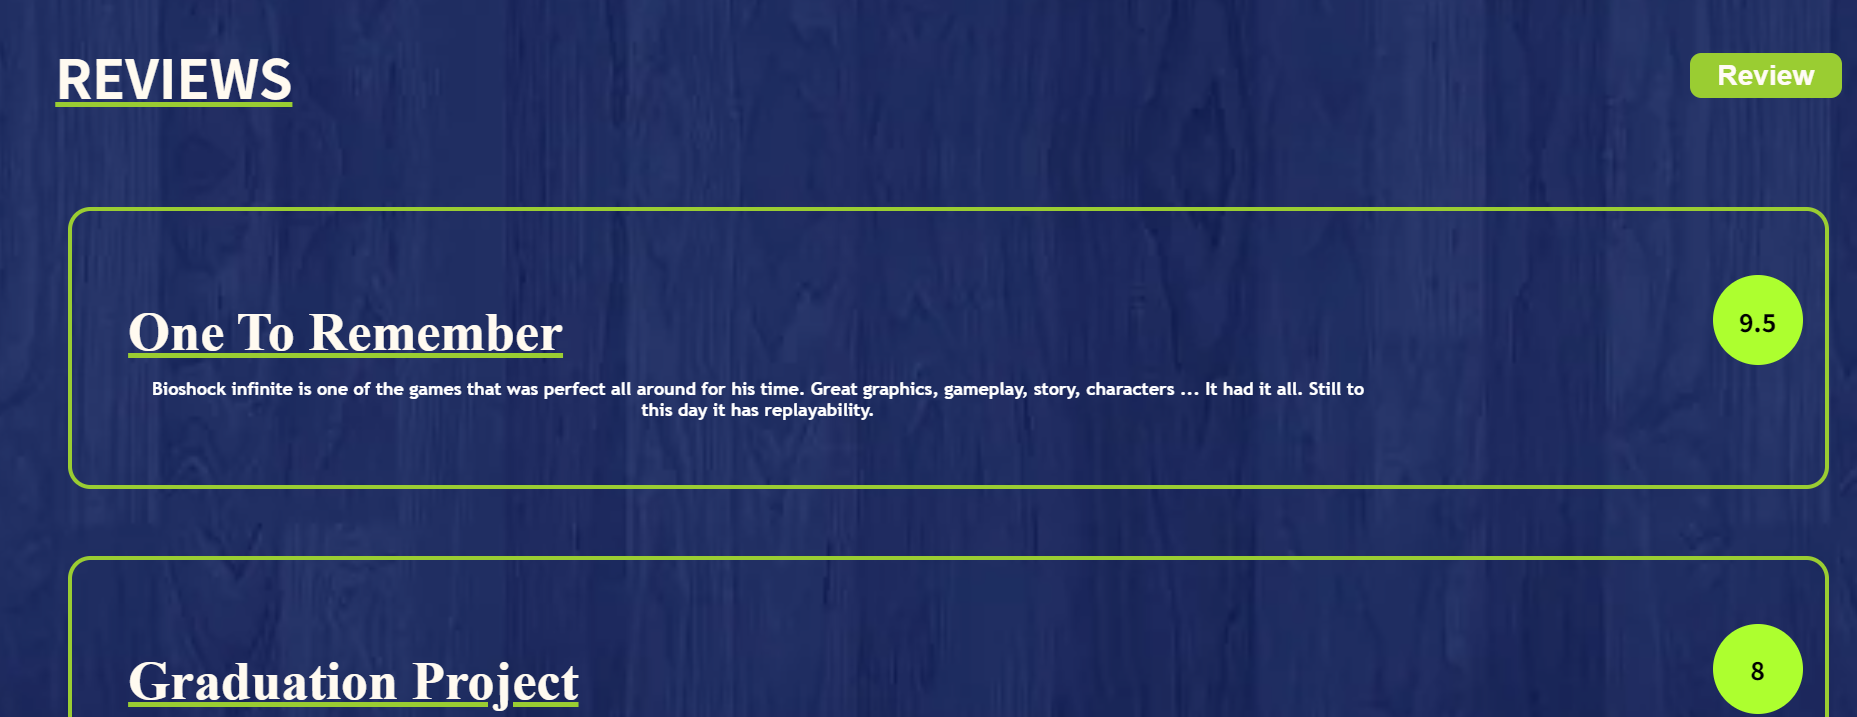 REVIEWS
Review
One To Remember
9.5
Bioshock infinite is one of the games that was perfect all around for his time. Great graphics, gameplay, story, characters ... It had it all. Still to
this day it has replayability.
Graduation Project
8